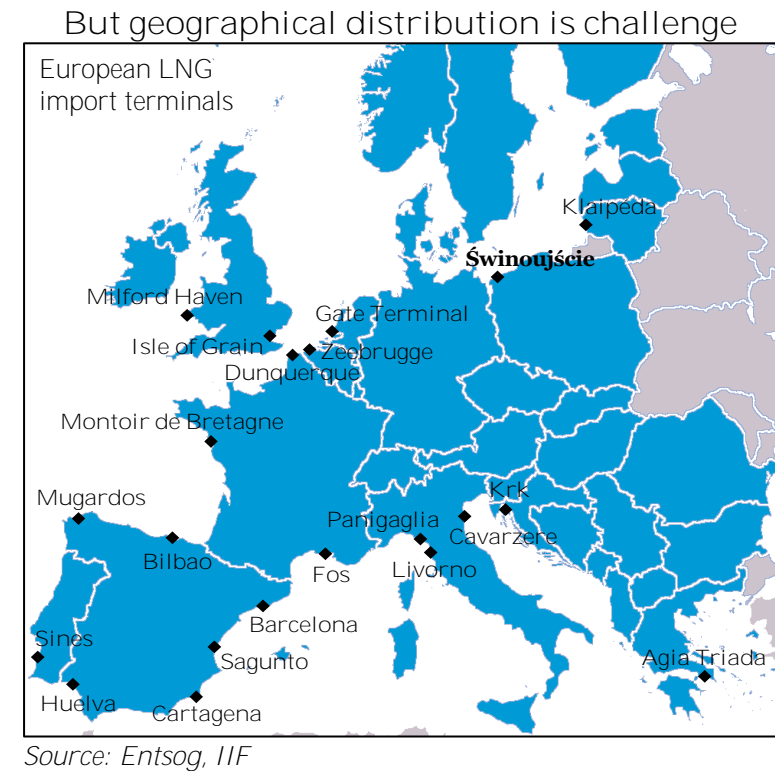 But geographical distribution is challenge
European LNG
import terminals
Klaipeda
Świnoujście
Milford Haven
Gate Terminal
Isle of Grain
Zeebrugge
Dunquerque
Montoir de Bretagne
Mugardos
Krk
Panigaglia
Cavarzere
Bilbao
Fos
Livorno
Barcelona
Sines
Sagunto
Agia Triada
Huelva
Cartagena
Source: Entsog, IIF